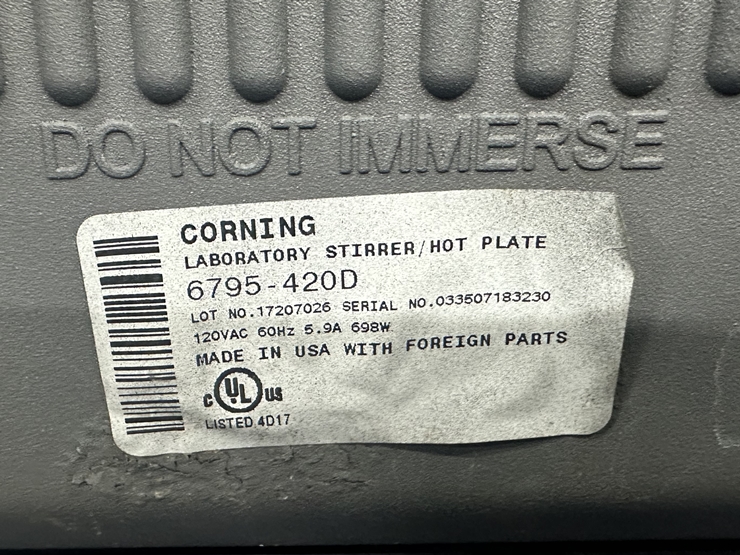 DO NOT IMMERSE
CORNING
LABORATORY STIRRER/HOT PLATE
6795-420D
LOT NO.17207026 SERIAL NO.033507183230
120VAC 60Hz 5.9A 698W
MADE IN USA WITH FOREIGN PARTS
C UL US
LISTED 4D17